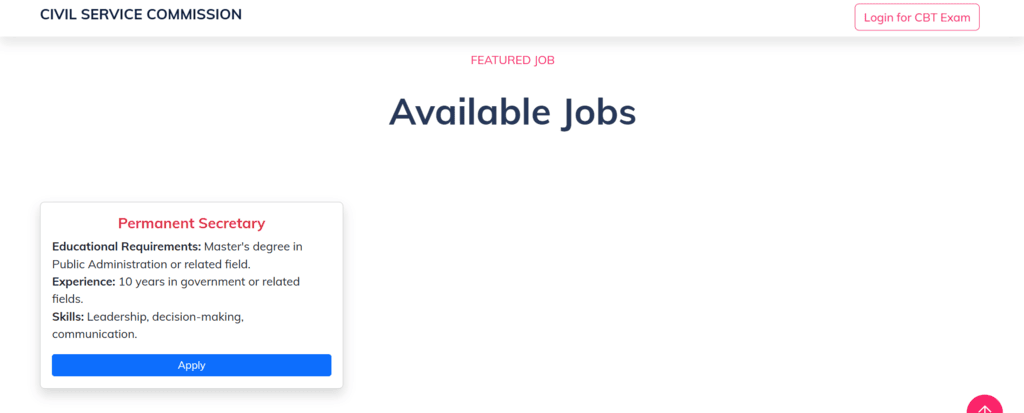 CIVIL SERVICE COMMISSION
Login for CBT Exam
FEATURED JOB
Available Jobs
Permanent Secretary
Educational Requirements: Master's degree in
Public Administration or related field.
Experience: 10 years in government or related
fields.
Skills: Leadership, decision-making,
communication.
Apply